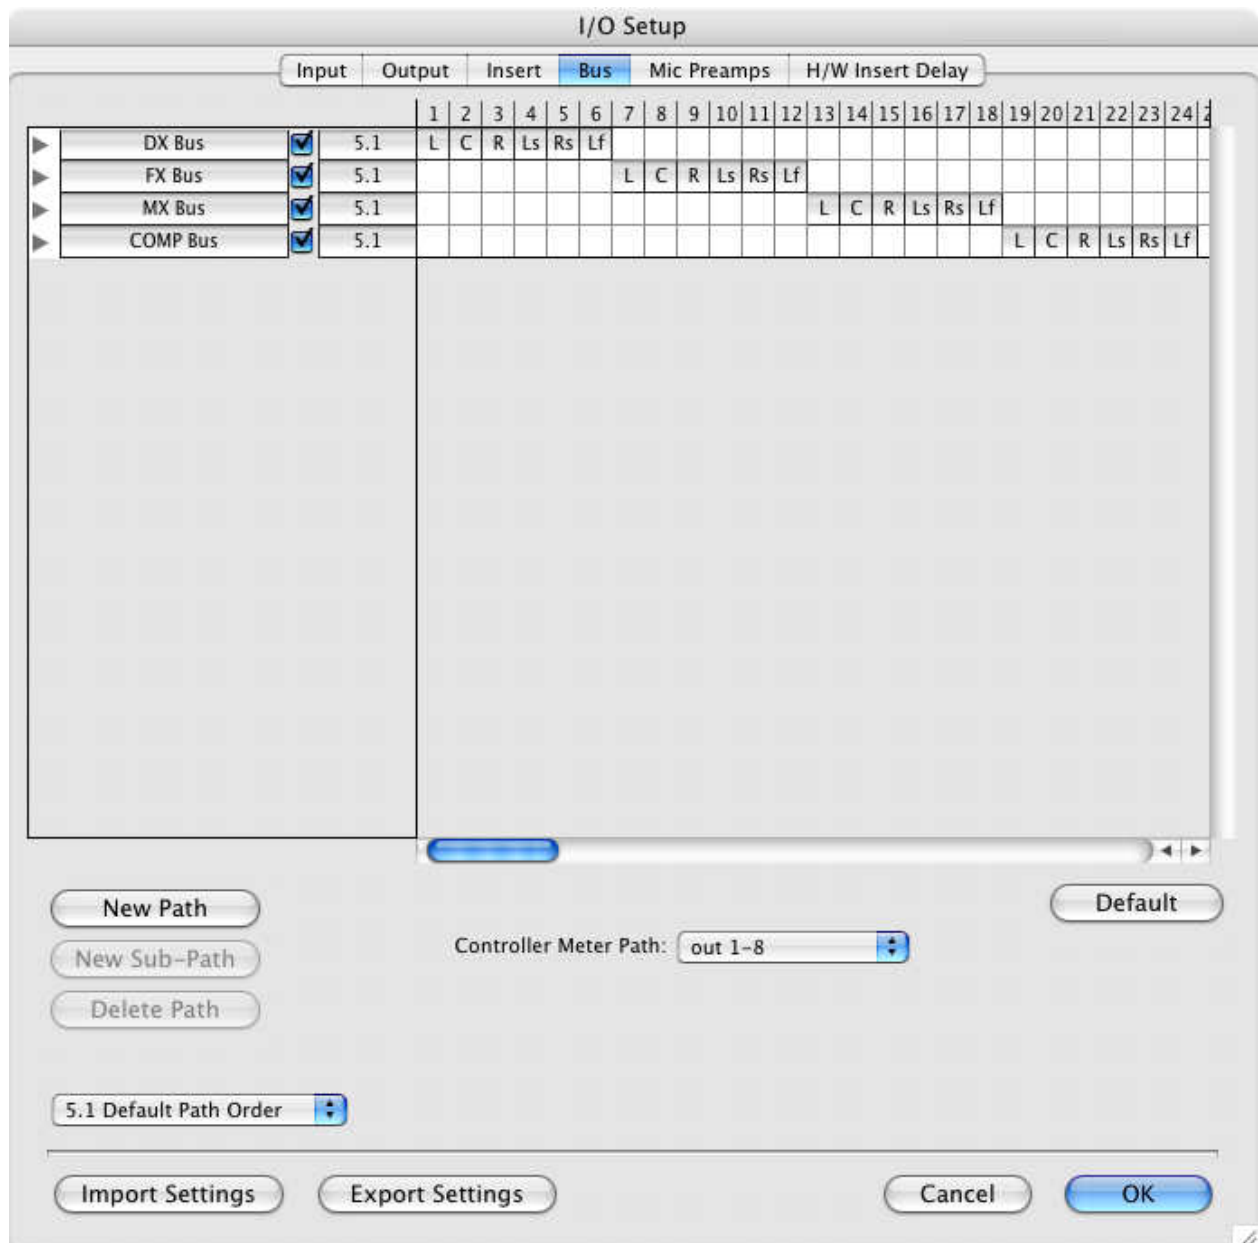 I/O Setup
Input Output Insert Bus Mic Preamps H/W Insert Delay
1 2 3 4 5 6 7 8 9 10 11 12 13 14 15 16 17 18 19 20 21 22 23 24 2
DX Bus 5.1 L C R Ls Rs Lf
FX Bus 5.1 L C R Ls Rs Lf
MX Bus 5.1 L C R Ls Rs Lf
COMP Bus 5.1 L C R Ls Rs Lf
New Path Default
Controller Meter Path: out 1-8
New Sub-Path
Delete Path
5.1 Default Path Order
Import Settings Export Settings Cancel OK